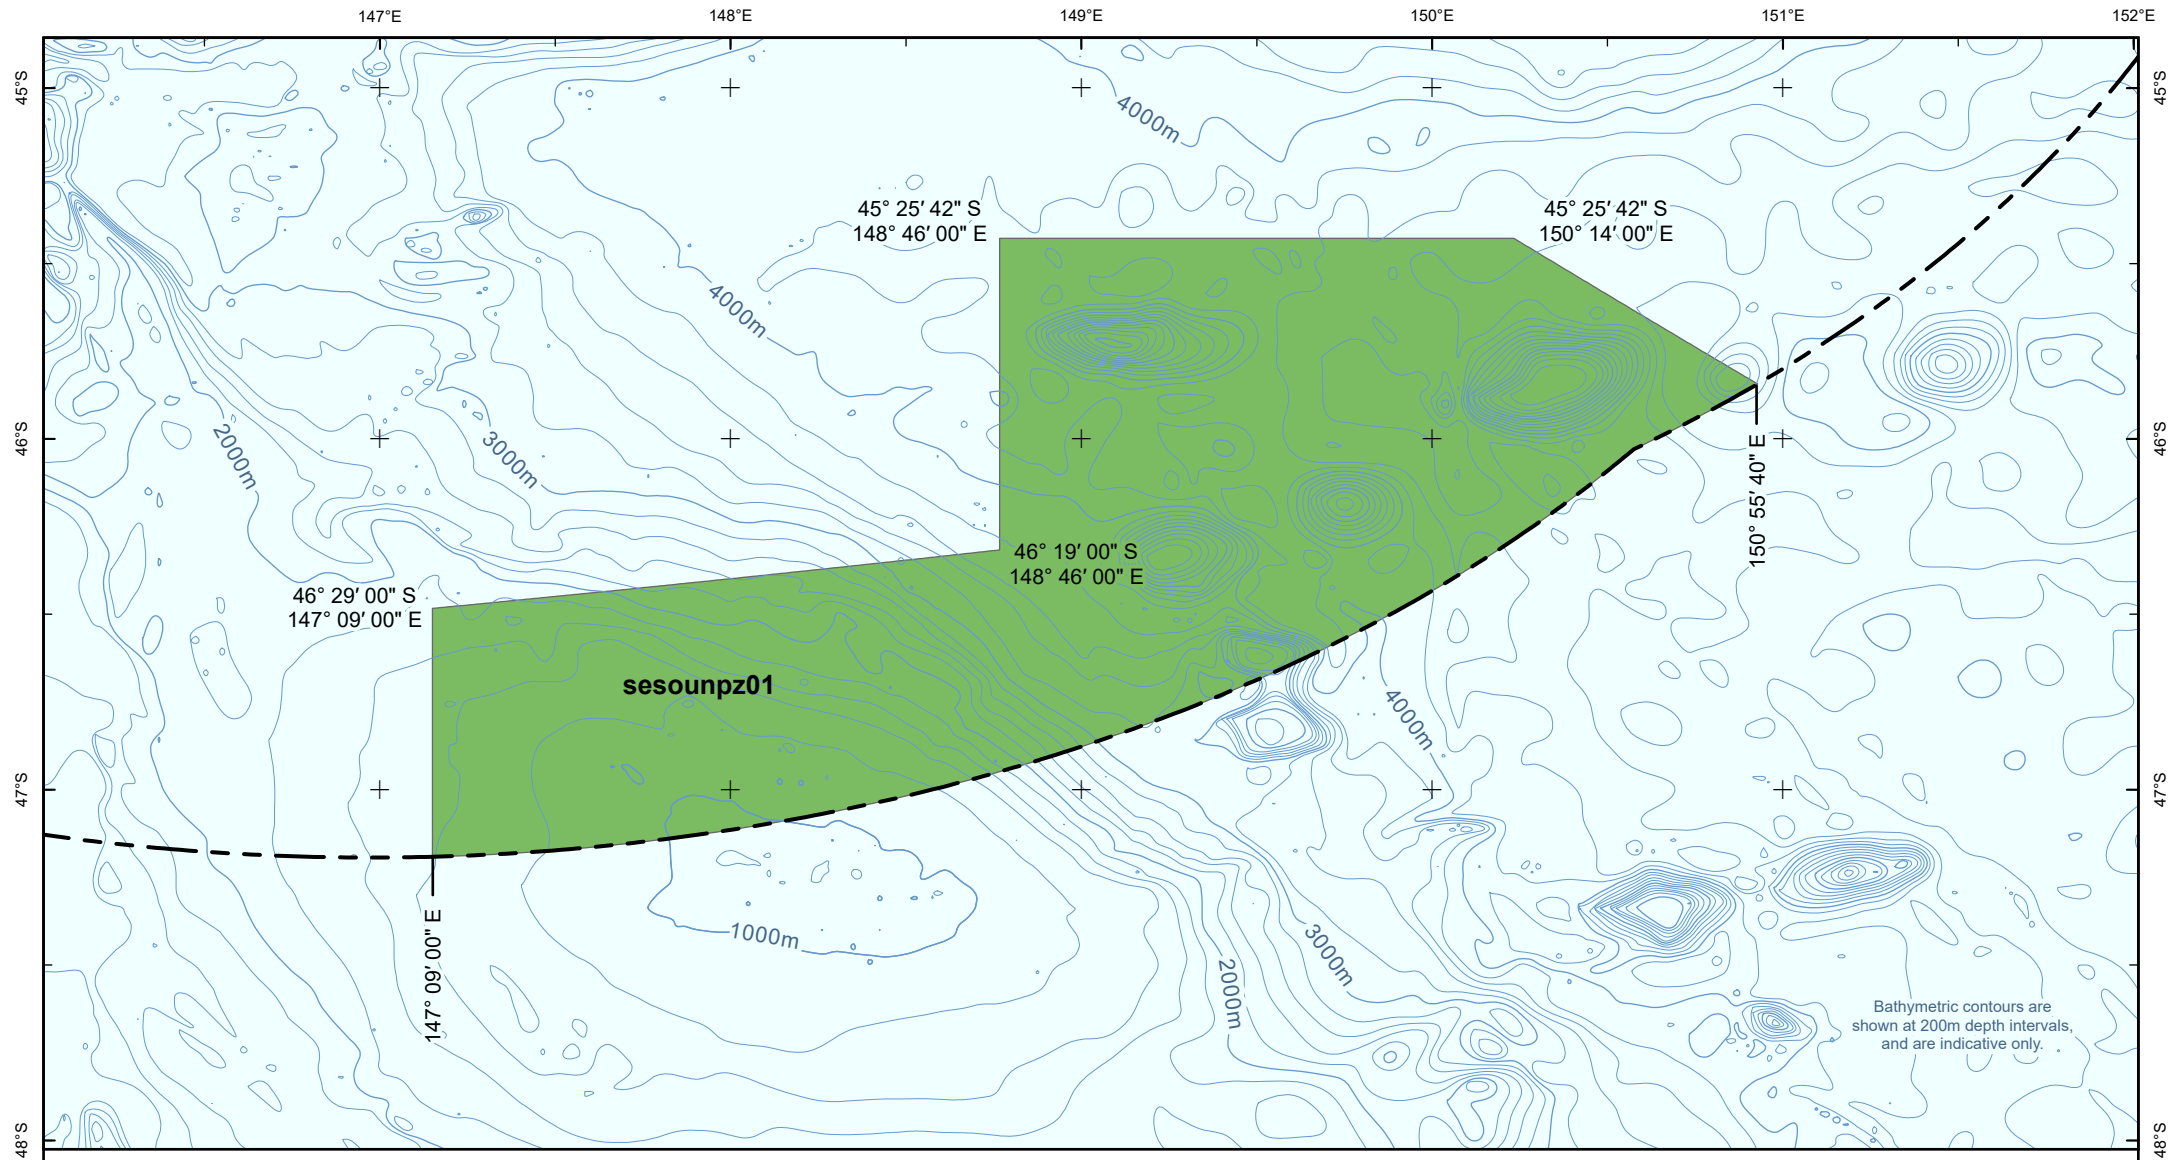 147°E
148°E
149°E
150°E
151°E
152°E
45°S
45°S
4000m
45° 25′ 42" S
148° 46′ 00" E
45° 25′ 42" S
150° 14′ 00" E
4000m
46°S
46°S
2000m
3000m
150° 55′ 40" E
46° 19′ 00" S
148° 46′ 00" E
46° 29′ 00" S
147° 09′ 00" E
sesounpz01
4000m
47°S
47°S
1000m
147° 09′ 00" E
3000m
2000m
Bathymetric contours are
shown at 200m depth intervals,
and are indicative only.
48°S
48°S